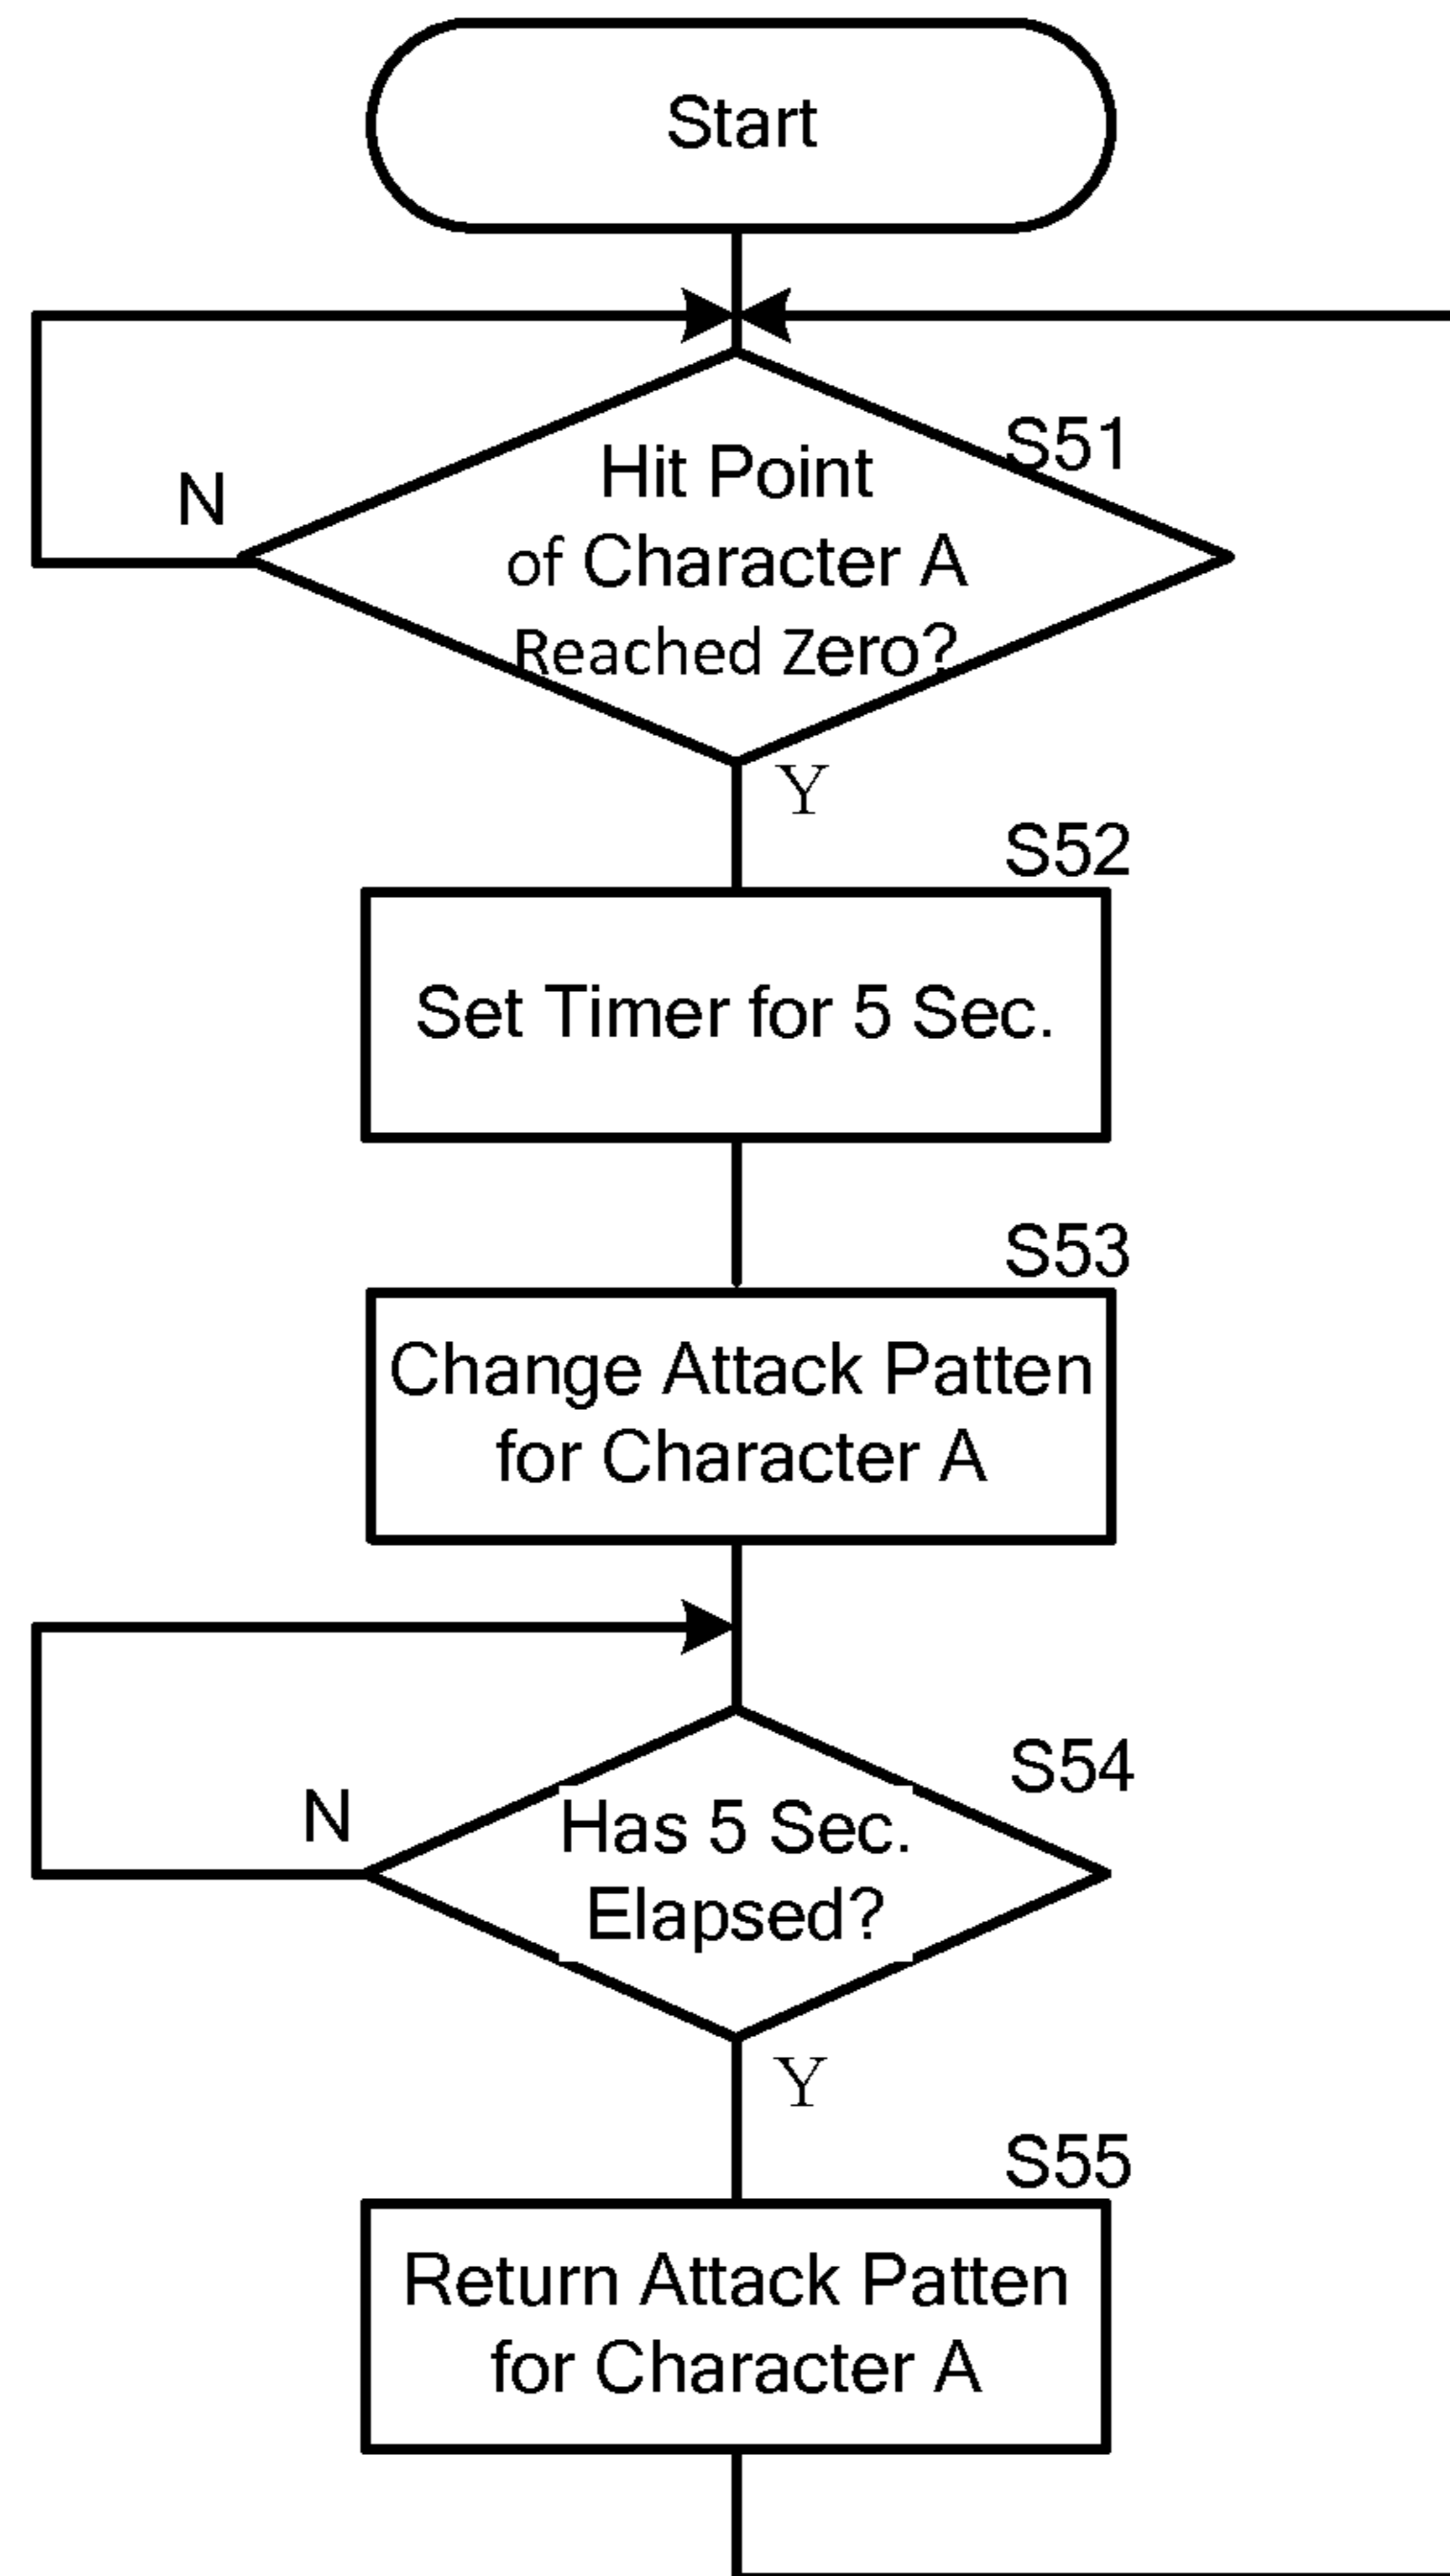 Start
S51
Hit Point
of Character A
Reached Zero?
N
Y
S52
Set Timer for 5 Sec.
S53
Change Attack Patten
for Character A
S54
Has 5 Sec.
Elapsed?
N
Y
S55
Return Attack Patten
for Character A